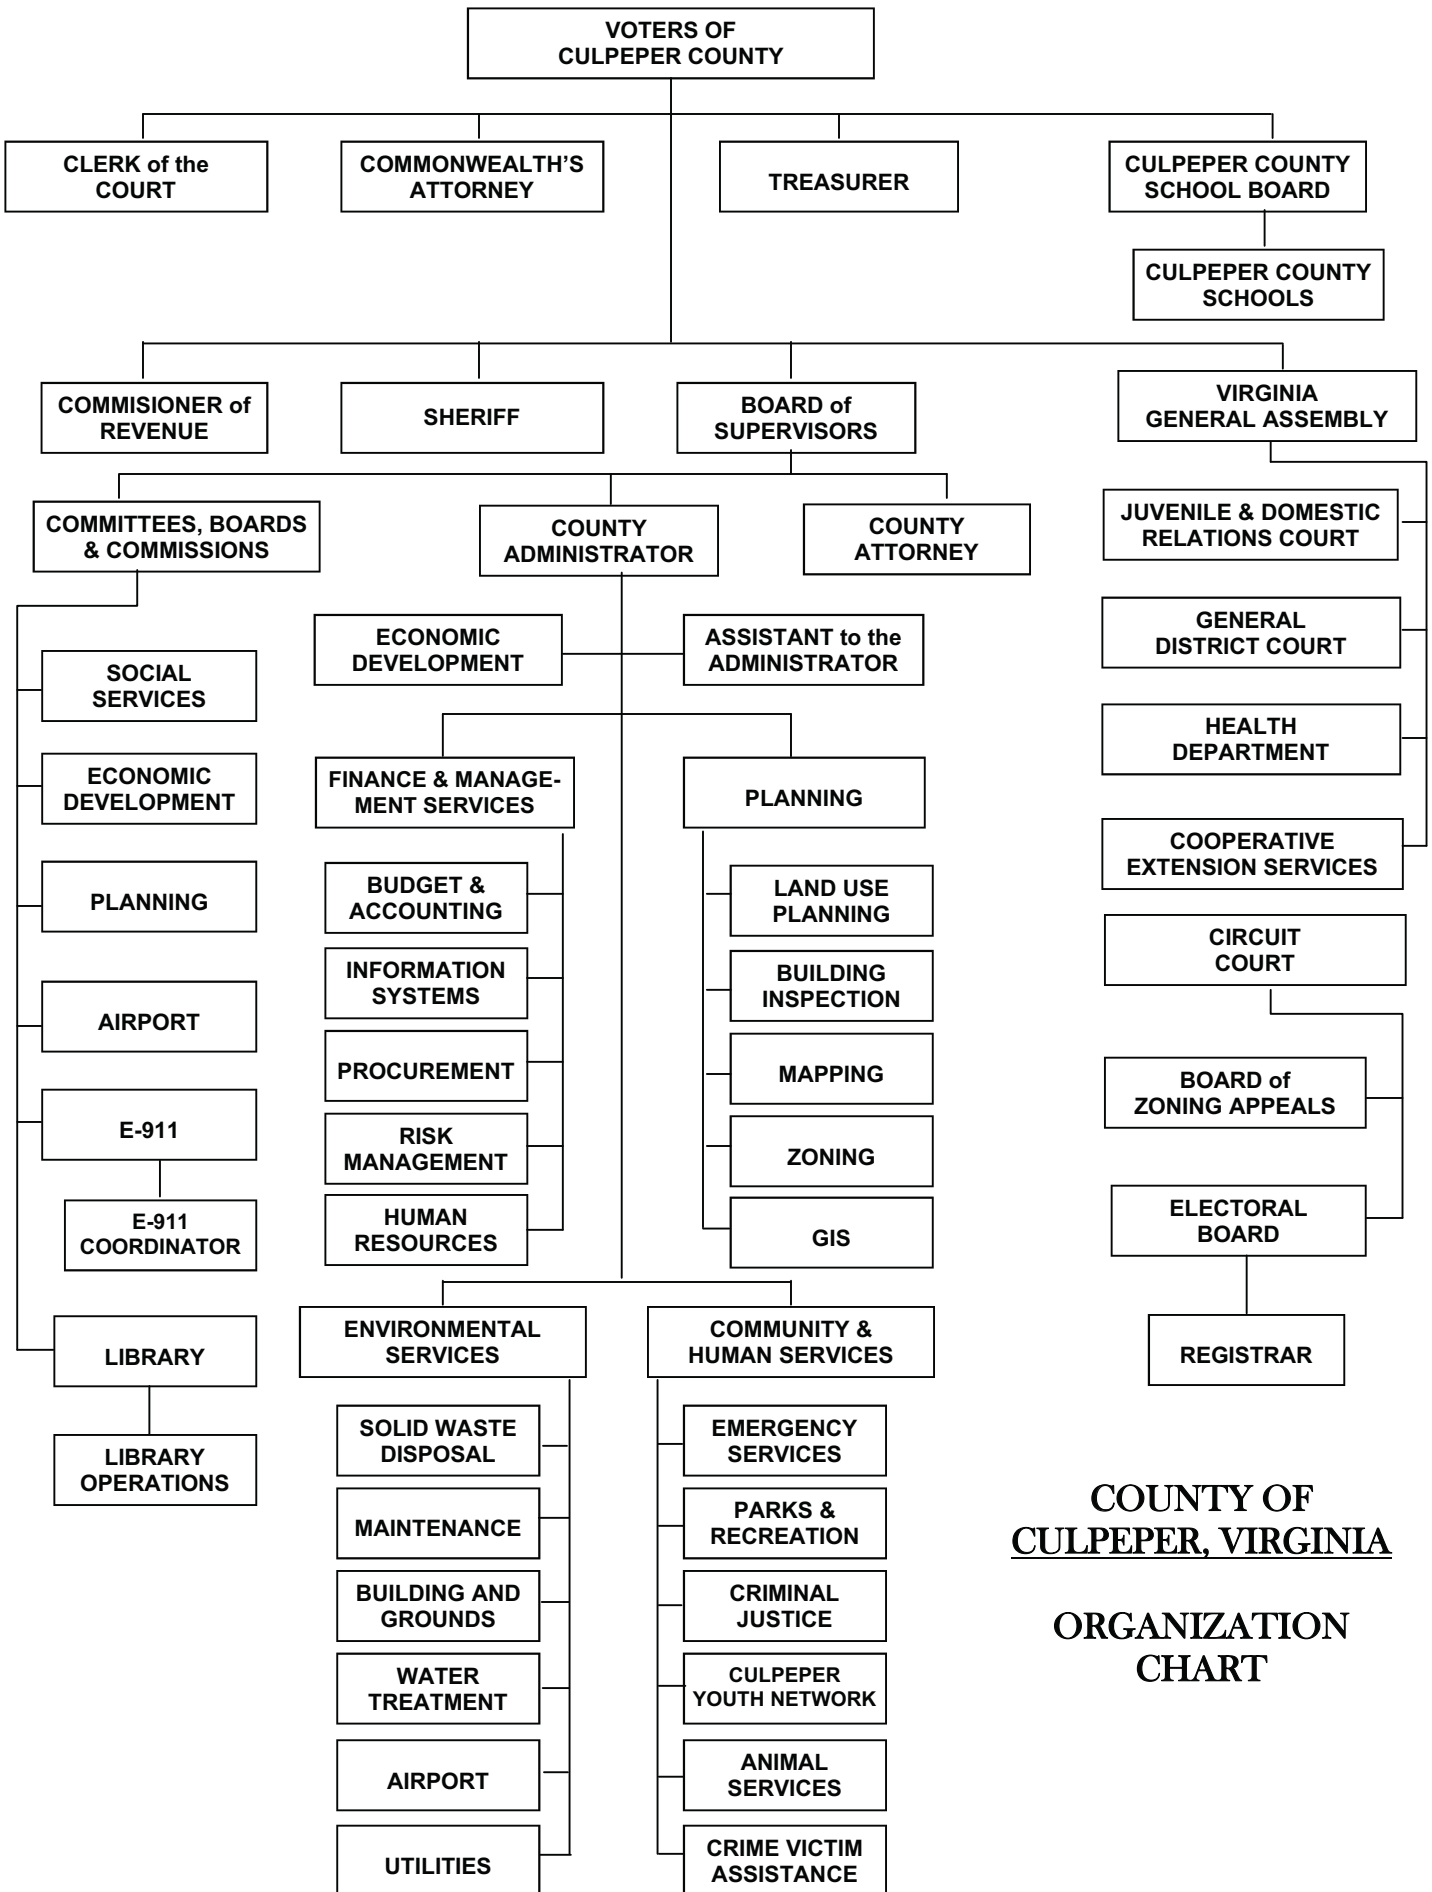 VOTERS OF
CULPEPER COUNTY
CLERK of the
COURT
COMMONWEALTH'S
ATTORNEY
TREASURER
CULPEPER COUNTY
SCHOOL BOARD
CULPEPER COUNTY
SCHOOLS
COMMISIONER of
REVENUE
SHERIFF
BOARD of
SUPERVISORS
VIRGINIA
GENERAL ASSEMBLY
COMMITTEES, BOARDS
& COMMISSIONS
COUNTY
ADMINISTRATOR
COUNTY
ATTORNEY
JUVENILE & DOMESTIC
RELATIONS COURT
GENERAL
DISTRICT COURT
HEALTH
DEPARTMENT
COOPERATIVE
EXTENSION SERVICES
CIRCUIT
COURT
BOARD of
ZONING APPEALS
ELECTORAL
BOARD
REGISTRAR
SOCIAL
SERVICES
ECONOMIC
DEVELOPMENT
PLANNING
AIRPORT
E-911
E-911
COORDINATOR
LIBRARY
LIBRARY
OPERATIONS
ECONOMIC
DEVELOPMENT
ASSISTANT to the
ADMINISTRATOR
FINANCE & MANAGE-
MENT SERVICES
BUDGET &
ACCOUNTING
INFORMATION
SYSTEMS
PROCUREMENT
RISK
MANAGEMENT
HUMAN
RESOURCES
PLANNING
LAND USE
PLANNING
BUILDING
INSPECTION
MAPPING
ZONING
GIS
ENVIRONMENTAL
SERVICES
SOLID WASTE
DISPOSAL
MAINTENANCE
BUILDING AND
GROUNDS
WATER
TREATMENT
AIRPORT
UTILITIES
COMMUNITY &
HUMAN SERVICES
EMERGENCY
SERVICES
PARKS &
RECREATION
CRIMINAL
JUSTICE
CULPEPER
YOUTH NETWORK
ANIMAL
SERVICES
CRIME VICTIM
ASSISTANCE
COUNTY OF
CULPEPER, VIRGINIA
ORGANIZATION
CHART